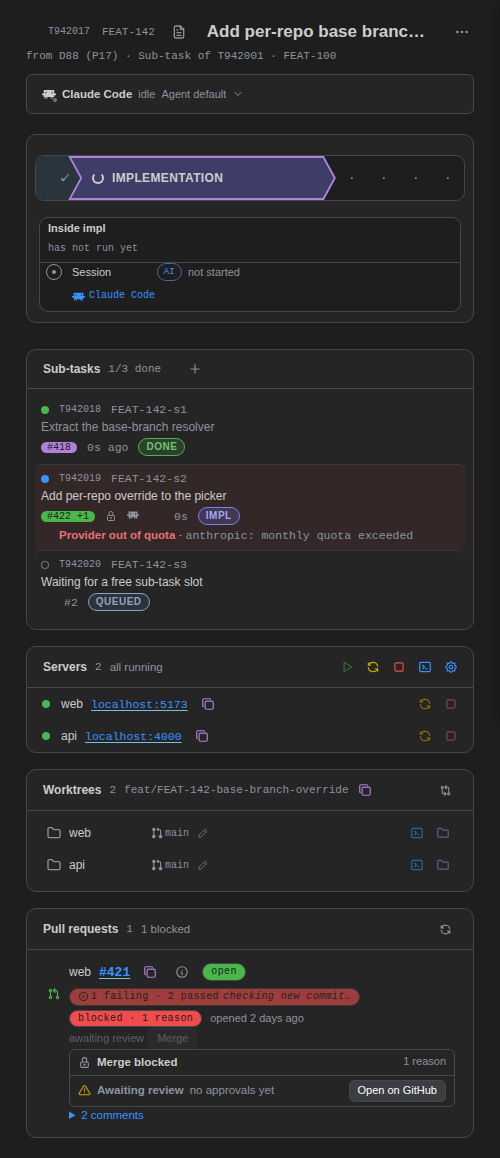 T942017 FEAT-142 Add per-repo base branc…
from D88 (P17) · Sub-task of T942001 · FEAT-100
Claude Code idle Agent default
IMPLEMENTATION
Inside impl
has not run yet
Session AI not started
Claude Code
Sub-tasks 1/3 done
T942018 FEAT-142-s1
Extract the base-branch resolver
#418 0s ago DONE
T942019 FEAT-142-s2
Add per-repo override to the picker
#422 +1 0s IMPL
Provider out of quota · anthropic: monthly quota exceeded
T942020 FEAT-142-s3
Waiting for a free sub-task slot
#2 QUEUED
Servers 2 all running
web localhost:5173
api localhost:4000
Worktrees 2 feat/FEAT-142-base-branch-override
web main
api main
Pull requests 1 1 blocked
web #421 open
1 failing · 2 passed checking new commit…
blocked · 1 reason opened 2 days ago
awaiting review Merge
Merge blocked 1 reason
Awaiting review no approvals yet Open on GitHub
2 comments